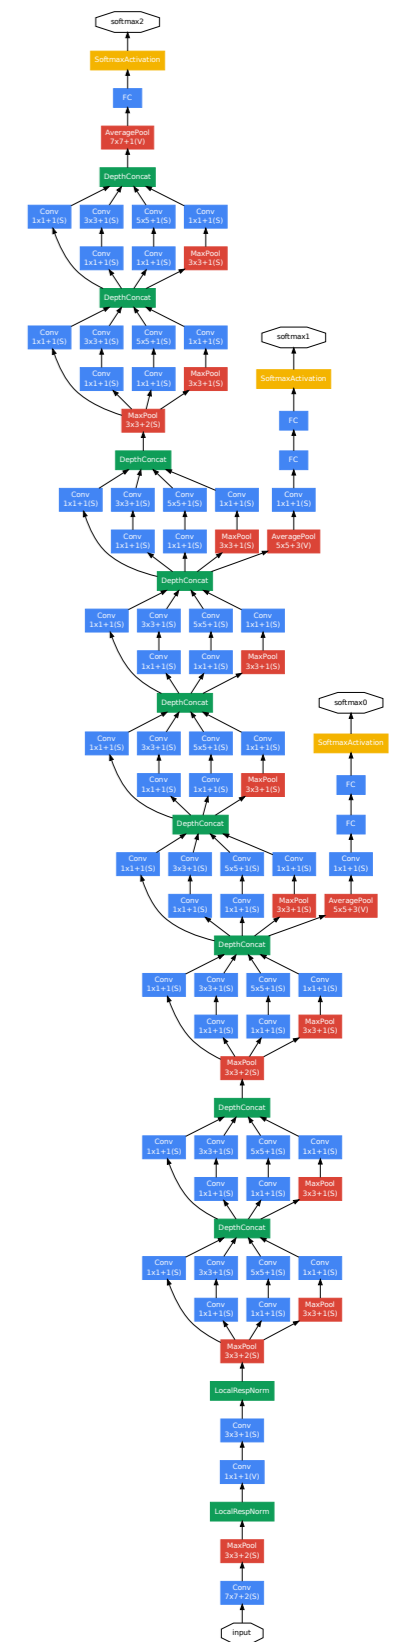 softmax2
SoftmaxActivation
FC
AveragePool
7x7+1(V)
DepthConcat
Conv
1x1+1(S)
Conv
3x3+1(S)
Conv
5x5+1(S)
Conv
1x1+1(S)
Conv
1x1+1(S)
Conv
1x1+1(S)
MaxPool
3x3+1(S)
DepthConcat
Conv
1x1+1(S)
Conv
3x3+1(S)
Conv
5x5+1(S)
Conv
1x1+1(S)
softmax1
Conv
1x1+1(S)
Conv
1x1+1(S)
MaxPool
3x3+1(S)
SoftmaxActivation
MaxPool
3x3+2(S)
FC
DepthConcat
FC
Conv
1x1+1(S)
Conv
3x3+1(S)
Conv
5x5+1(S)
Conv
1x1+1(S)
Conv
1x1+1(S)
Conv
1x1+1(S)
Conv
1x1+1(S)
MaxPool
3x3+1(S)
AveragePool
5x5+3(V)
DepthConcat
Conv
1x1+1(S)
Conv
3x3+1(S)
Conv
5x5+1(S)
Conv
1x1+1(S)
Conv
1x1+1(S)
Conv
1x1+1(S)
MaxPool
3x3+1(S)
DepthConcat
softmax0
Conv
1x1+1(S)
Conv
3x3+1(S)
Conv
5x5+1(S)
Conv
1x1+1(S)
SoftmaxActivation
Conv
1x1+1(S)
Conv
1x1+1(S)
MaxPool
3x3+1(S)
FC
DepthConcat
FC
Conv
1x1+1(S)
Conv
3x3+1(S)
Conv
5x5+1(S)
Conv
1x1+1(S)
Conv
1x1+1(S)
Conv
1x1+1(S)
Conv
1x1+1(S)
MaxPool
3x3+1(S)
AveragePool
5x5+3(V)
DepthConcat
Conv
1x1+1(S)
Conv
3x3+1(S)
Conv
5x5+1(S)
Conv
1x1+1(S)
Conv
1x1+1(S)
Conv
1x1+1(S)
MaxPool
3x3+1(S)
MaxPool
3x3+2(S)
DepthConcat
Conv
1x1+1(S)
Conv
3x3+1(S)
Conv
5x5+1(S)
Conv
1x1+1(S)
Conv
1x1+1(S)
Conv
1x1+1(S)
MaxPool
3x3+1(S)
DepthConcat
Conv
1x1+1(S)
Conv
3x3+1(S)
Conv
5x5+1(S)
Conv
1x1+1(S)
Conv
1x1+1(S)
Conv
1x1+1(S)
MaxPool
3x3+1(S)
MaxPool
3x3+2(S)
LocalRespNorm
Conv
3x3+1(S)
Conv
1x1+1(V)
LocalRespNorm
MaxPool
3x3+2(S)
Conv
7x7+2(S)
input